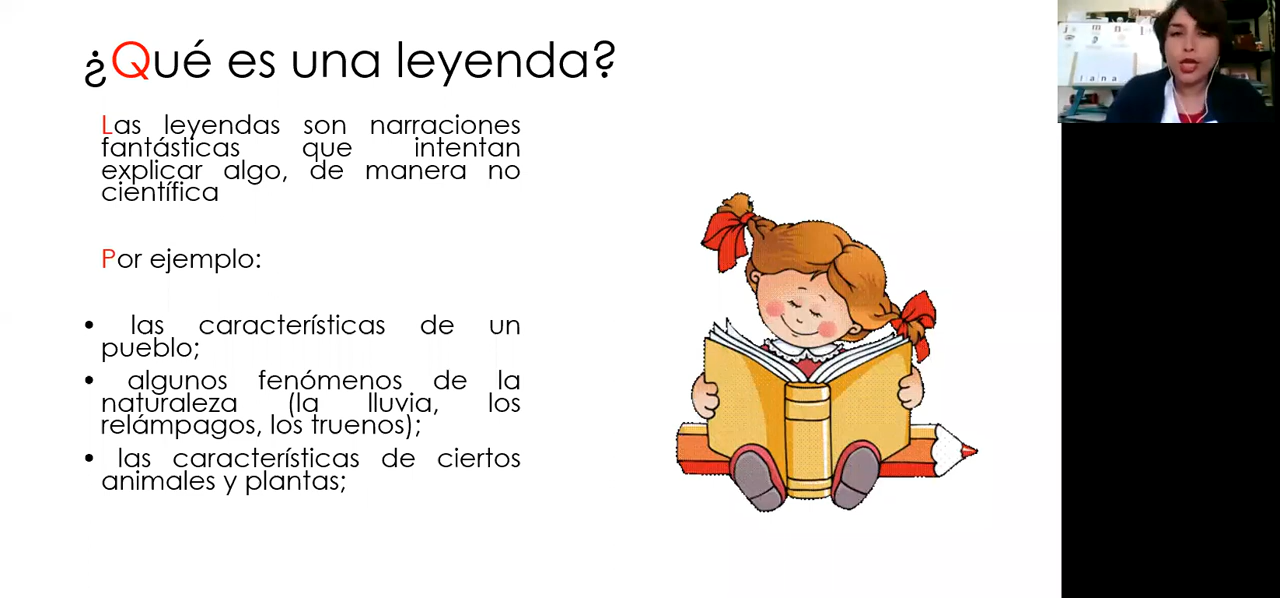 ¿Qué es una leyenda?
Las leyendas son narraciones
fantásticas que intentan
explicar algo, de manera no
científica
Por ejemplo:
• las características de un
pueblo;
• algunos fenómenos de la
naturaleza (la lluvia, los
relámpagos, los truenos);
• las características de ciertos
animales y plantas;